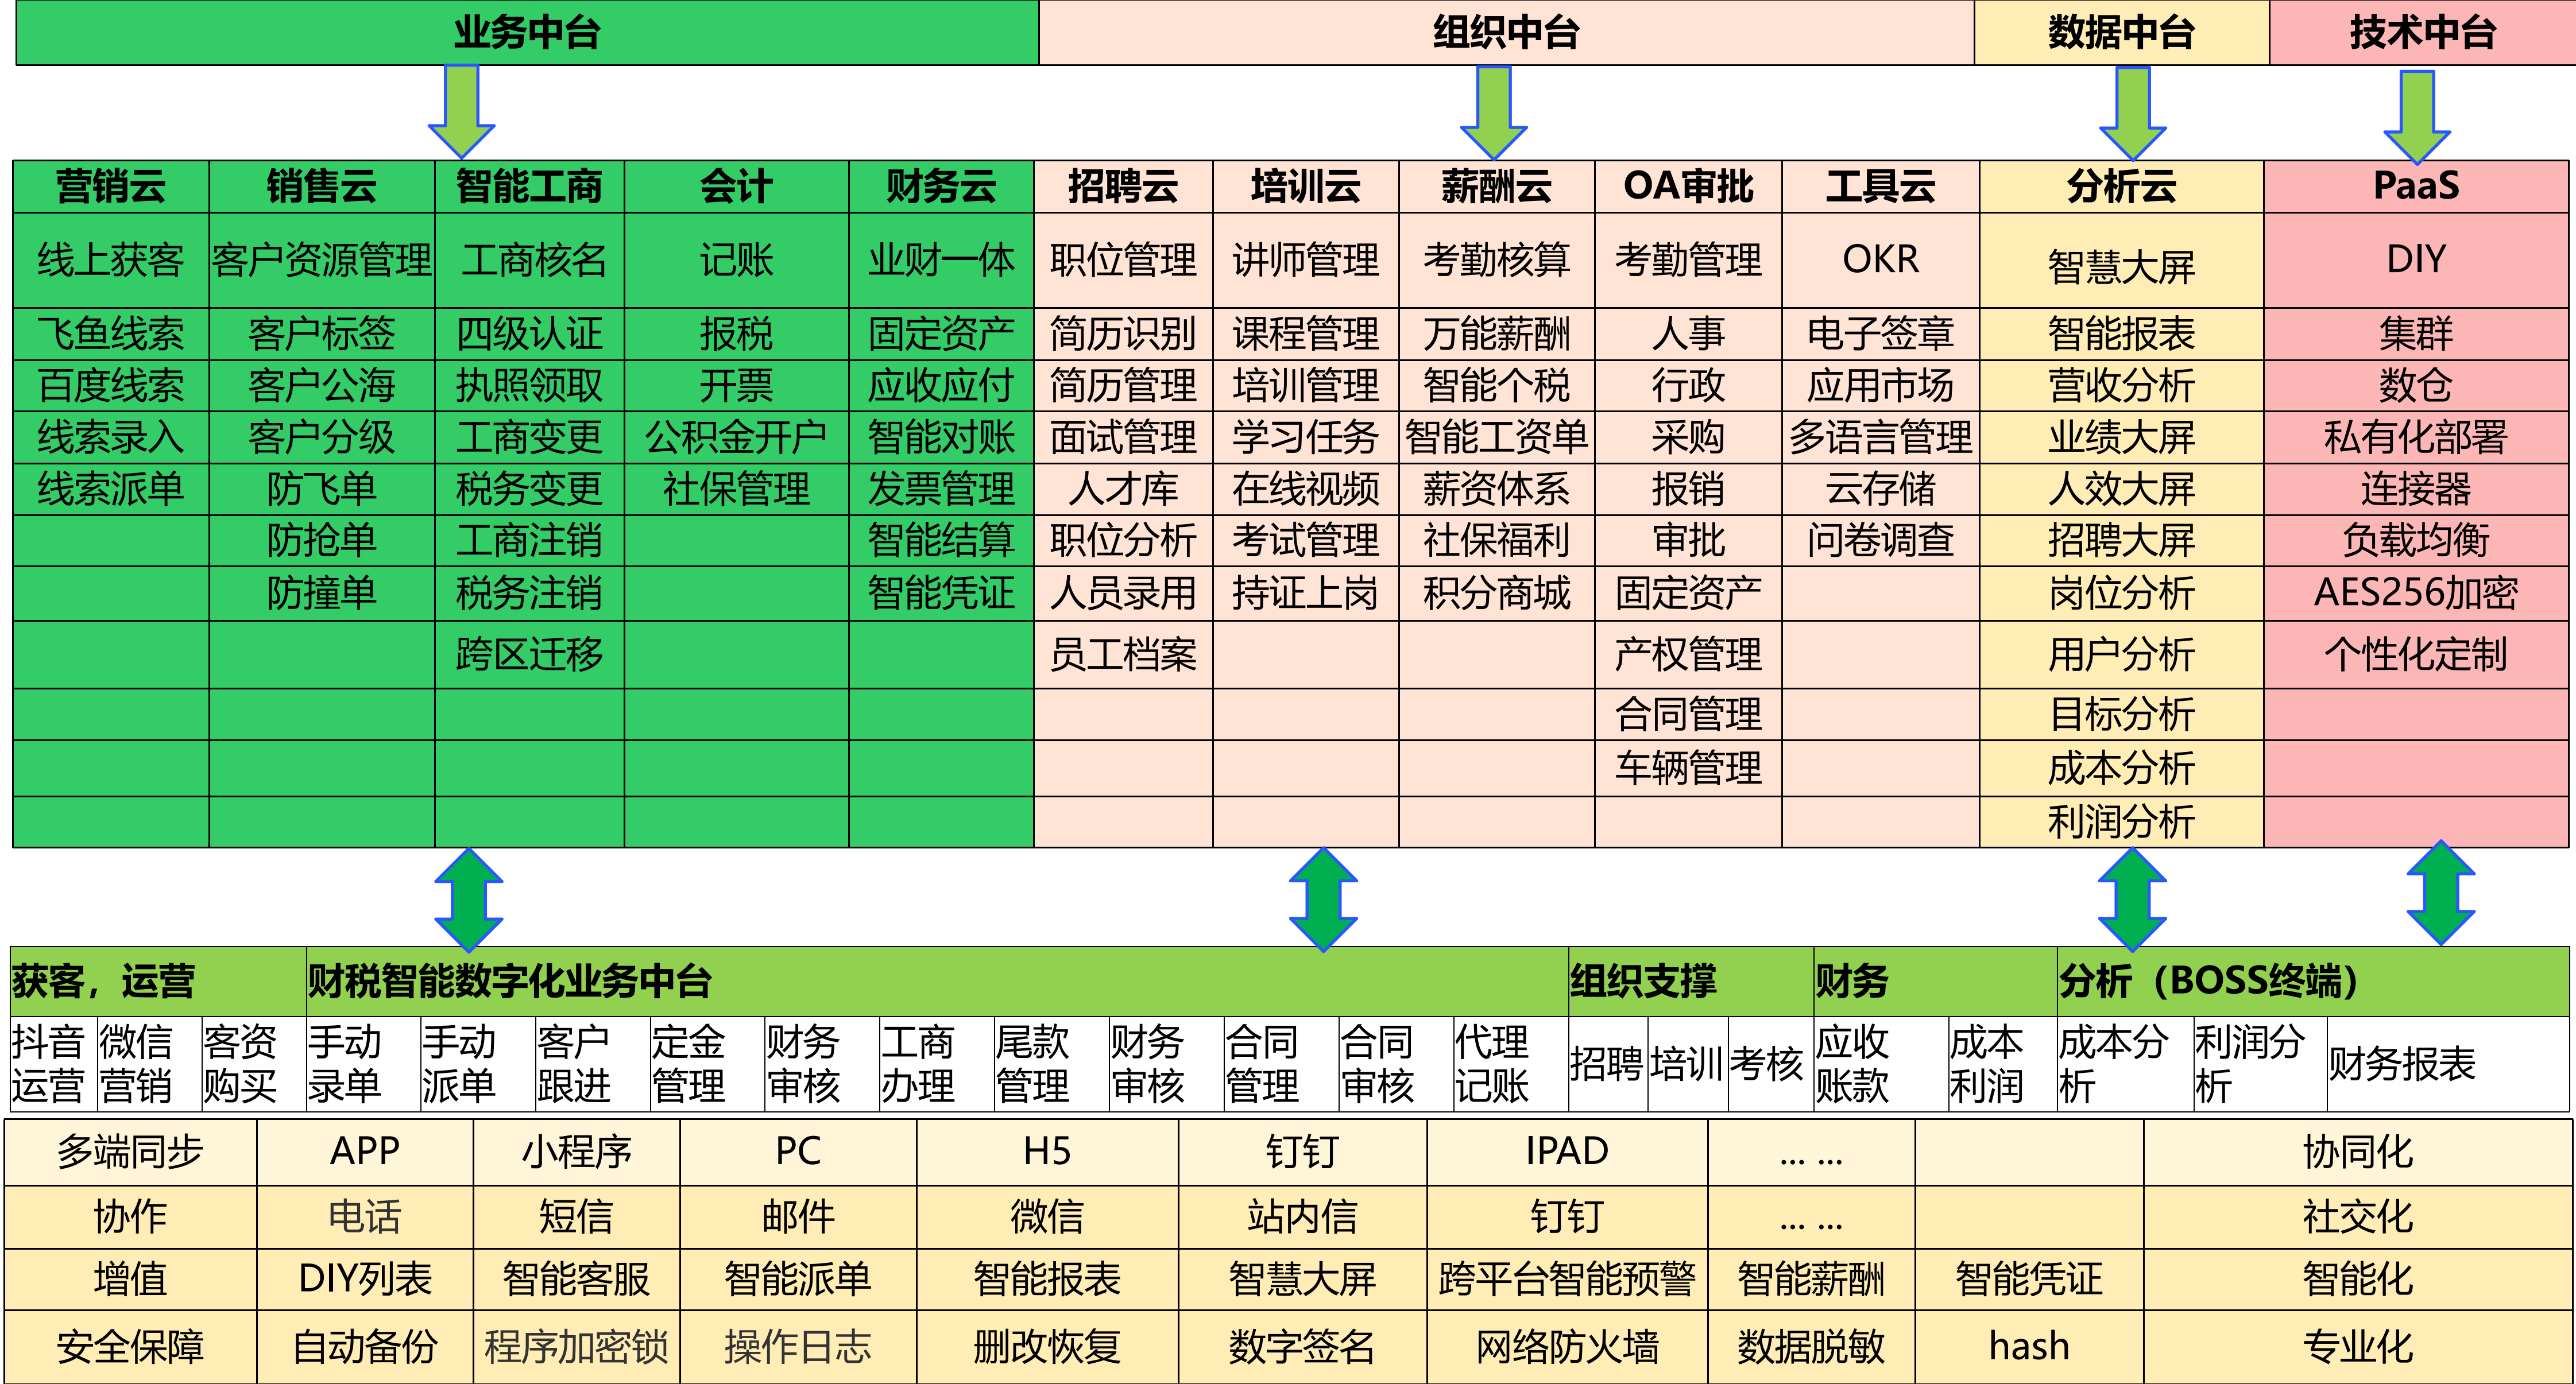 业务中台 组织中台 数据中台 技术中台
营销云 销售云 智能工商 会计 财务云 招聘云 培训云 薪酬云 OA审批 工具云 分析云 PaaS
线上获客 客户资源管理 工商核名 记账 业财一体 职位管理 讲师管理 考勤核算 考勤管理 OKR 智慧大屏 DIY
飞鱼线索 客户标签 四级认证 报税 固定资产 简历识别 课程管理 万能薪酬 人事 电子签章 智能报表 集群
百度线索 客户公海 执照领取 开票 应收应付 简历管理 培训管理 智能个税 行政 应用市场 营收分析 数仓
线索录入 客户分级 工商变更 公积金开户 智能对账 面试管理 学习任务 智能工资单 采购 多语言管理 业绩大屏 私有化部署
线索派单 防飞单 税务变更 社保管理 发票管理 人才库 在线视频 薪资体系 报销 云存储 人效大屏 连接器
防抢单 工商注销 智能结算 职位分析 考试管理 社保福利 审批 问卷调查 招聘大屏 负载均衡
防撞单 税务注销 智能凭证 人员录用 持证上岗 积分商城 固定资产 岗位分析 AES256加密
跨区迁移 员工档案 产权管理 用户分析 个性化定制
合同管理 目标分析
车辆管理 成本分析
利润分析
获客，运营 财税智能数字化业务中台 组织支撑 财务 分析（BOSS终端）
抖音 微信 客资 手动 手动 客户 定金 财务 工商 尾款 财务 合同 合同 代理 招聘 培训 考核 应收 成本 成本分 利润分 财务报表
运营 营销 购买 录单 派单 跟进 管理 审核 办理 管理 审核 管理 审核 记账 账款 利润 析 析
多端同步 APP 小程序 PC H5 钉钉 IPAD ... ... 协同化
协作 电话 短信 邮件 微信 站内信 钉钉 ... ... 社交化
增值 DIY列表 智能客服 智能派单 智能报表 智慧大屏 跨平台智能预警 智能薪酬 智能凭证 智能化
安全保障 自动备份 程序加密锁 操作日志 删改恢复 数字签名 网络防火墙 数据脱敏 hash 专业化